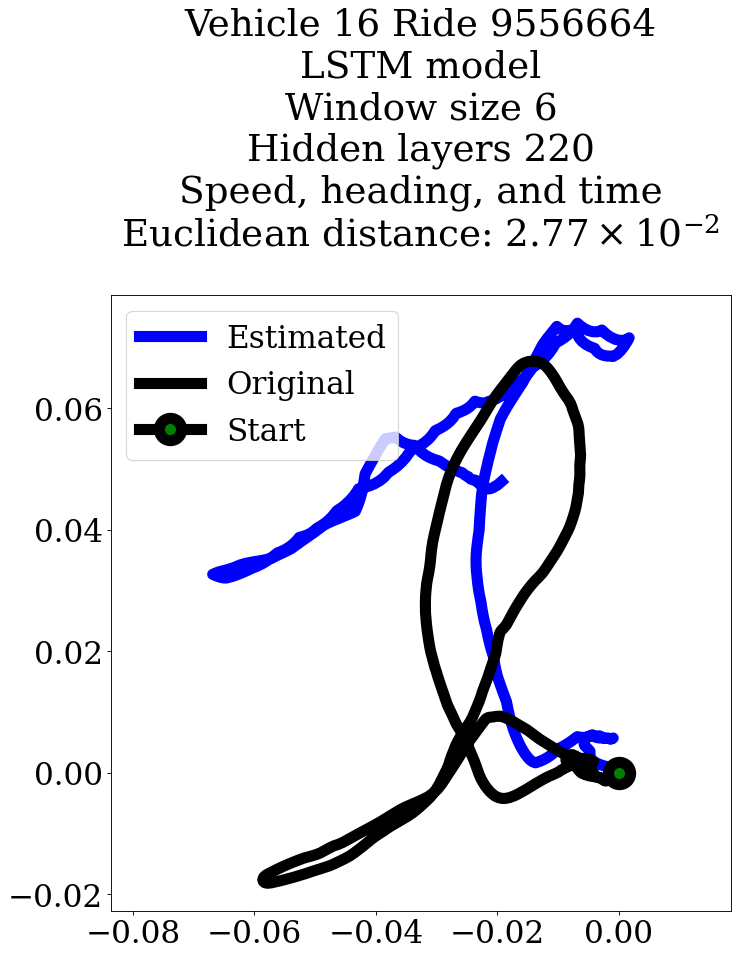 Vehicle 16 Ride 9556664
LSTM model
Window size 6
Hidden layers 220
Speed, heading, and time
Euclidean distance: 2.77 × 10⁻²
Estimated
Original
Start
0.06
0.04
0.02
0.00
−0.02
−0.08 −0.06 −0.04 −0.02 0.00